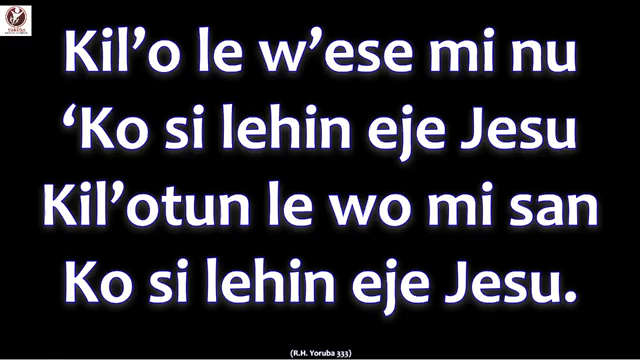 Kil’o le w’ese mi nu
‘Ko si lehin eje Jesu
Kil’otun le wo mi san
Ko si lehin eje Jesu.
(R.H. Yoruba 333)